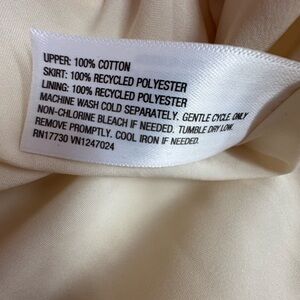 UPPER: 100% COTTON
SKIRT: 100% RECYCLED POLYESTER
LINING: 100% RECYCLED POLYESTER
MACHINE WASH COLD SEPARATELY. GENTLE CYCLE. ONLY
NON-CHLORINE BLEACH IF NEEDED. TUMBLE DRY LOW.
REMOVE PROMPTLY. COOL IRON IF NEEDED.
RN17730 VN1247024